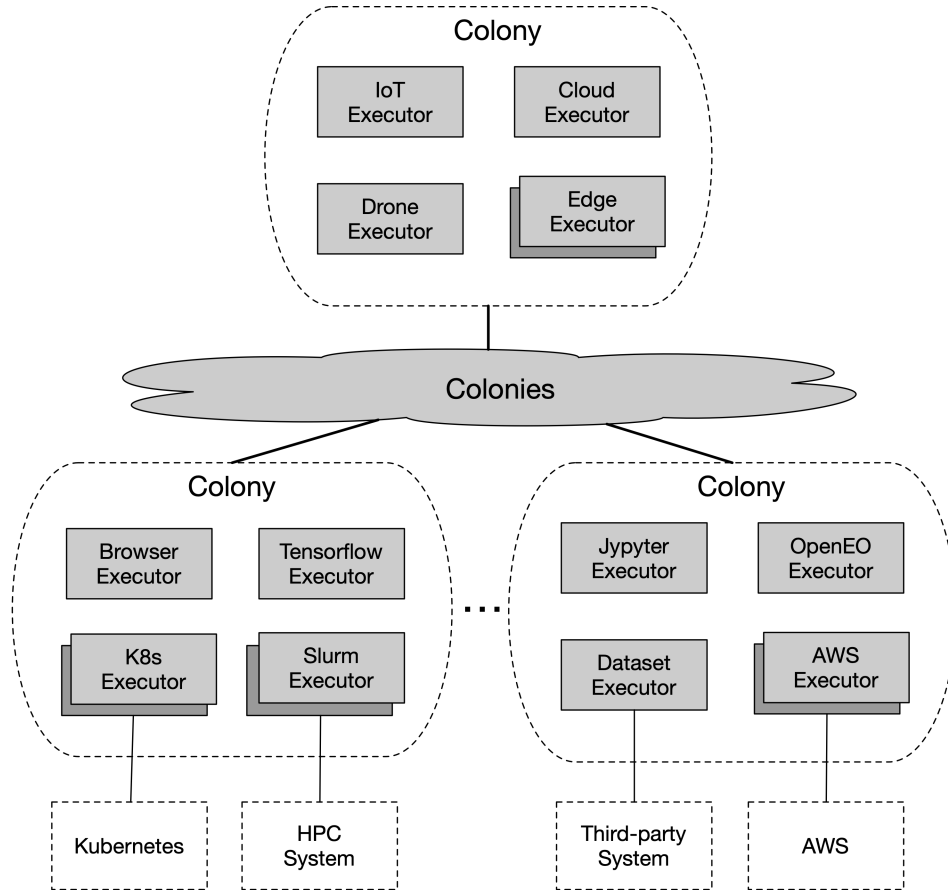 Colony
IoT
Executor
Cloud
Executor
Drone
Executor
Edge
Executor
Colonies
Colony
Browser
Executor
Tensorflow
Executor
K8s
Executor
Slurm
Executor
...
Colony
Jypyter
Executor
OpenEO
Executor
Dataset
Executor
AWS
Executor
Kubernetes
HPC
System
Third-party
System
AWS